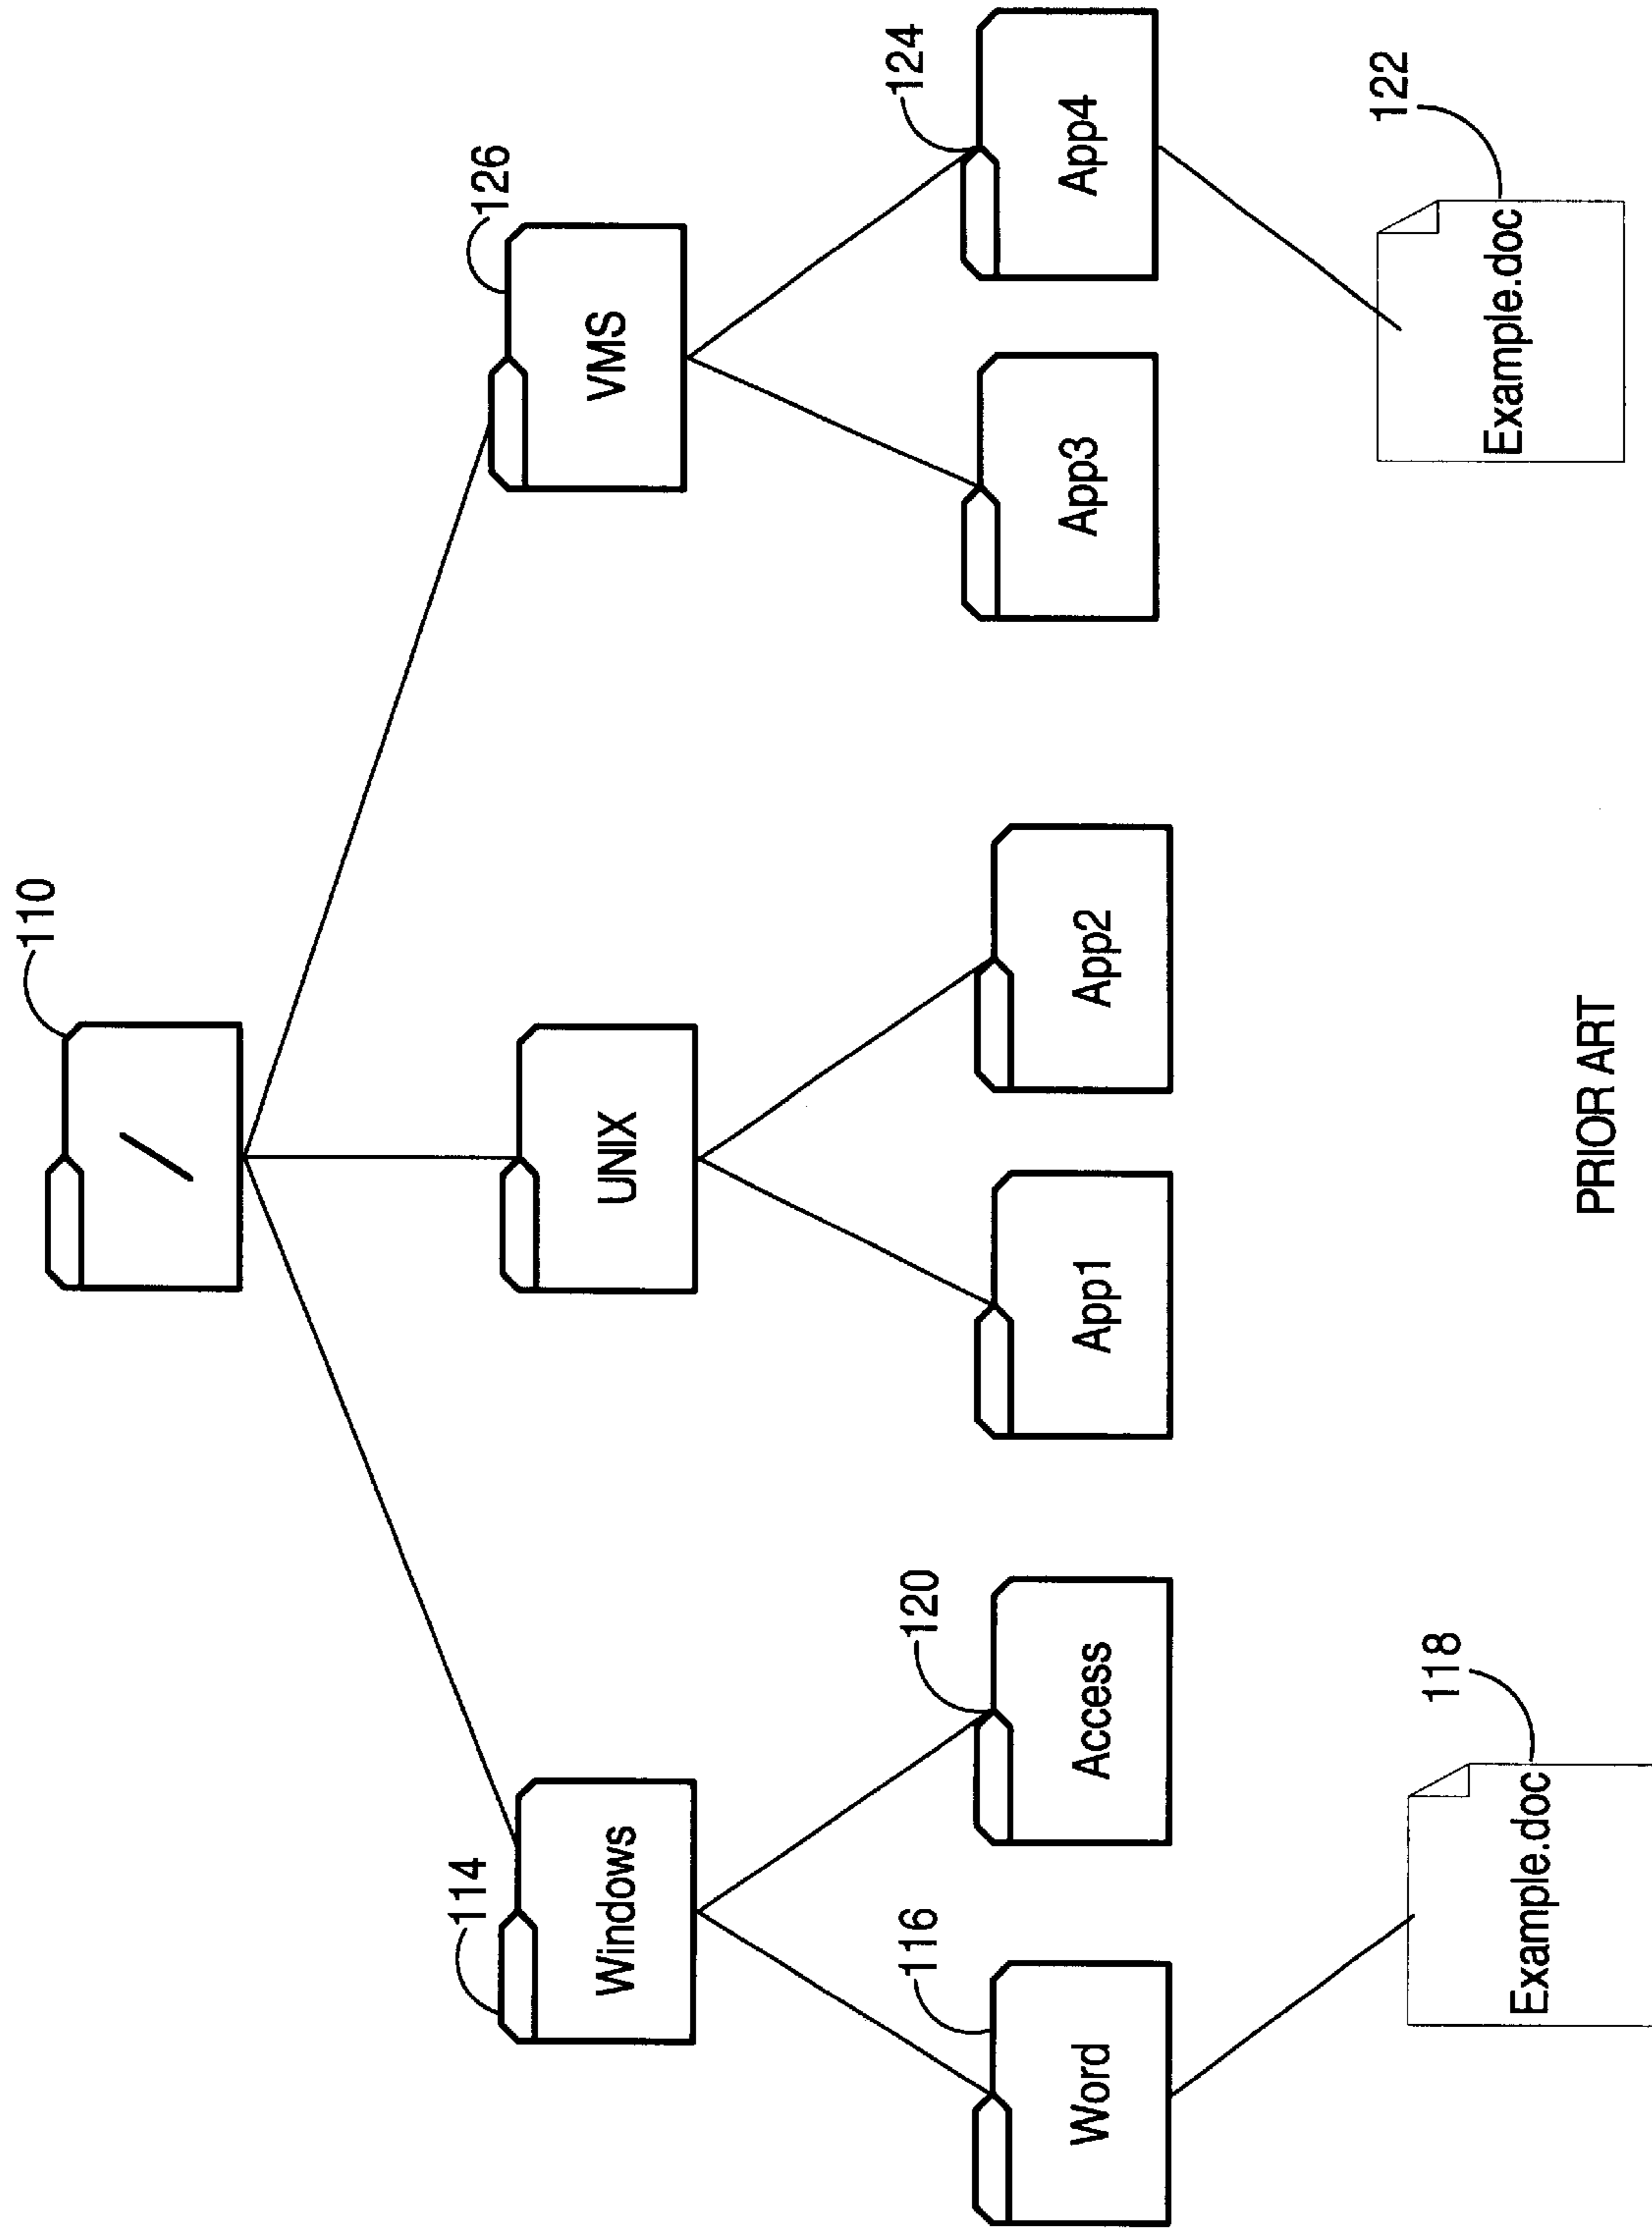 110
/
114
Windows
UNIX
126
VMS
116
Word
120
Access
App1
App2
App3
124
App4
118
Example.doc
122
Example.doc
PRIOR ART